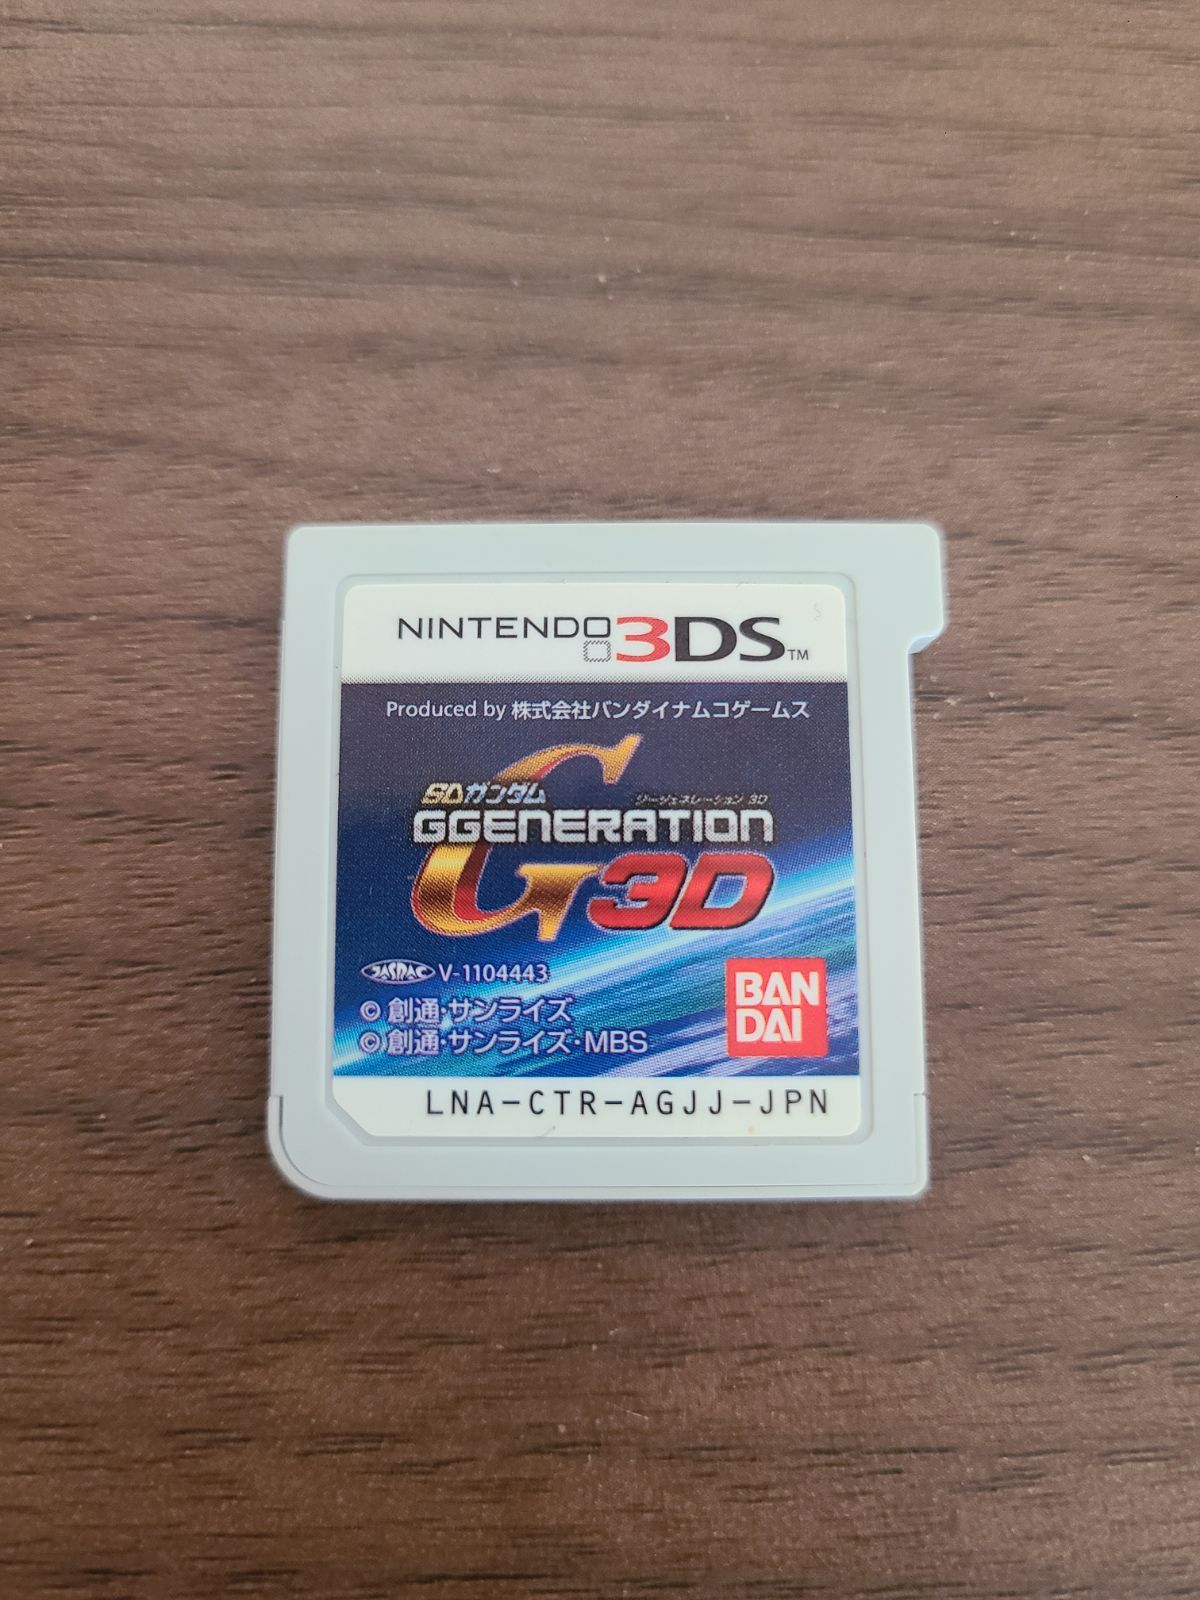 NINTENDO 3DS™
Produced by 株式会社バンダイナムコゲームス
SDガンダム ジージェネレーション 3D
GGENERATION
G 3D
JASRAC V-1104443
© 創通・サンライズ
© 創通・サンライズ・MBS
BAN
DAI
LNA-CTR-AGJJ-JPN